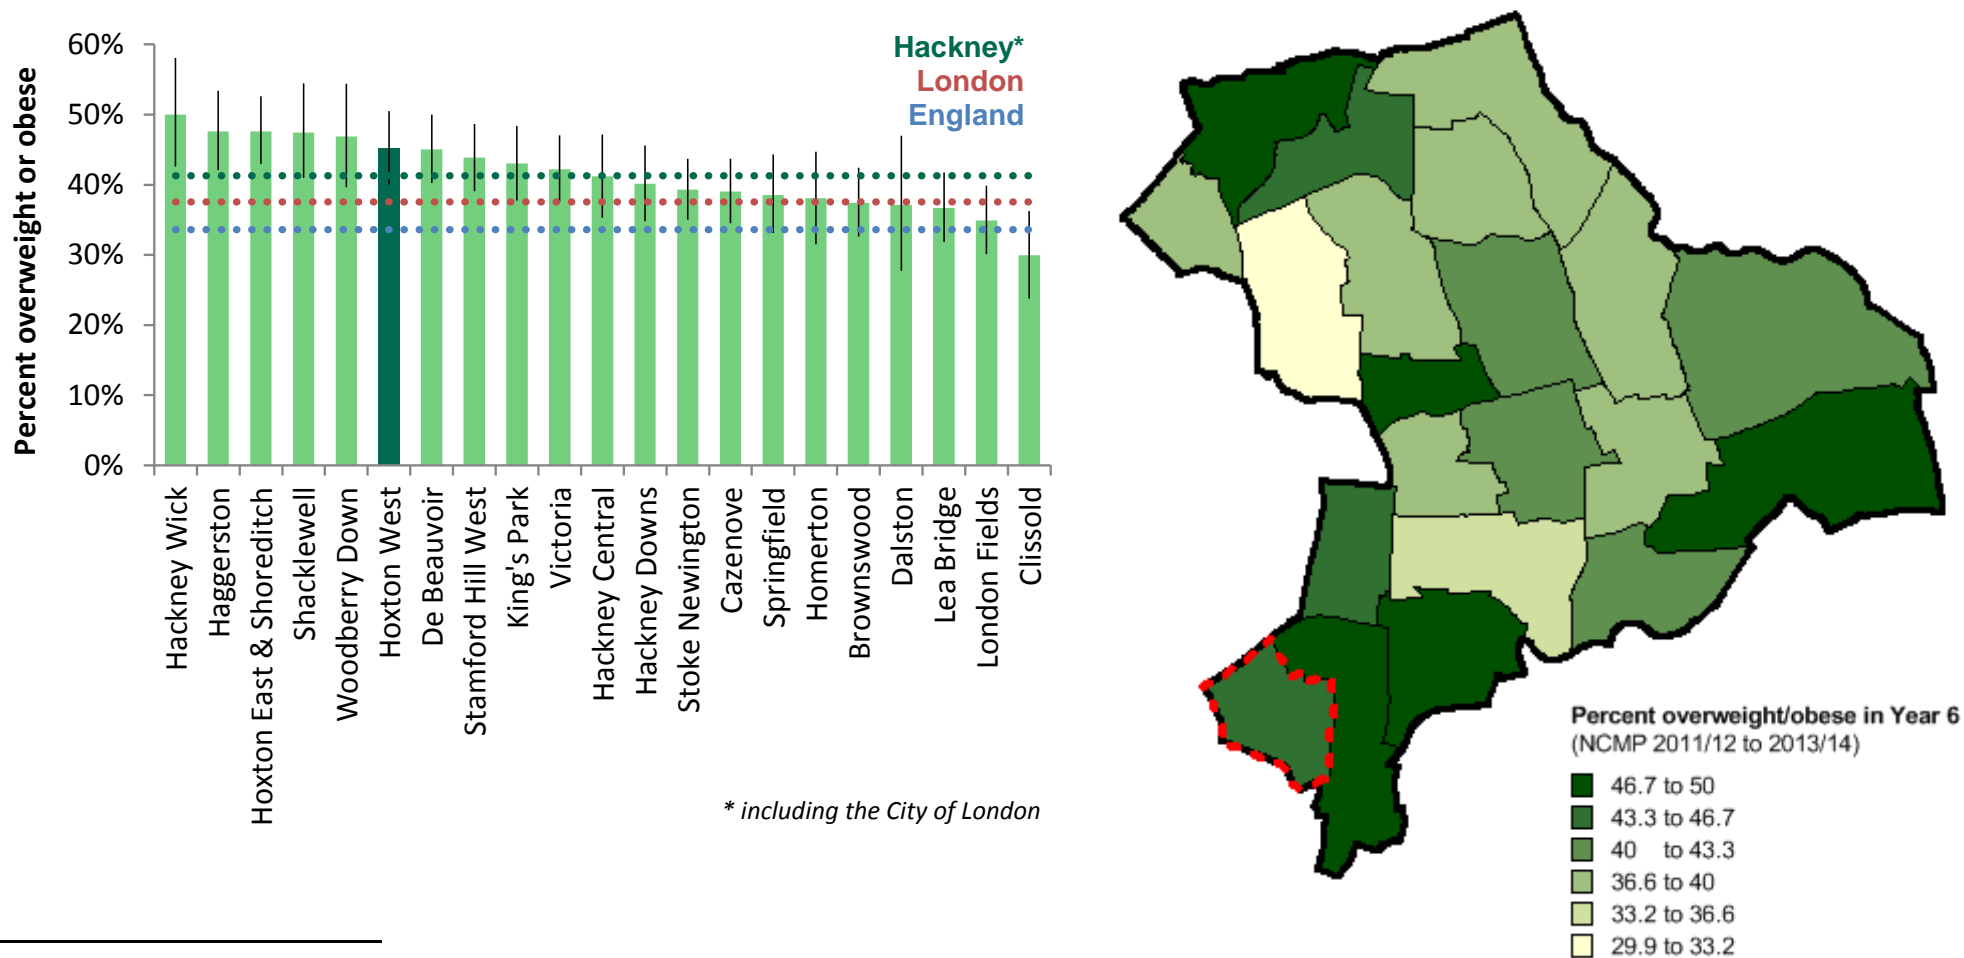 Percent overweight or obese
60%
50%
40%
30%
20%
10%
0%
Hackney*
London
England
Hackney Wick
Haggerston
Hoxton East & Shoreditch
Shacklewell
Woodberry Down
Hoxton West
De Beauvoir
Stamford Hill West
King's Park
Victoria
Hackney Central
Hackney Downs
Stoke Newington
Cazenove
Springfield
Homerton
Brownswood
Dalston
Lea Bridge
London Fields
Clissold
* including the City of London
Percent overweight/obese in Year 6
(NCMP 2011/12 to 2013/14)
46.7 to 50
43.3 to 46.7
40 to 43.3
36.6 to 40
33.2 to 36.6
29.9 to 33.2